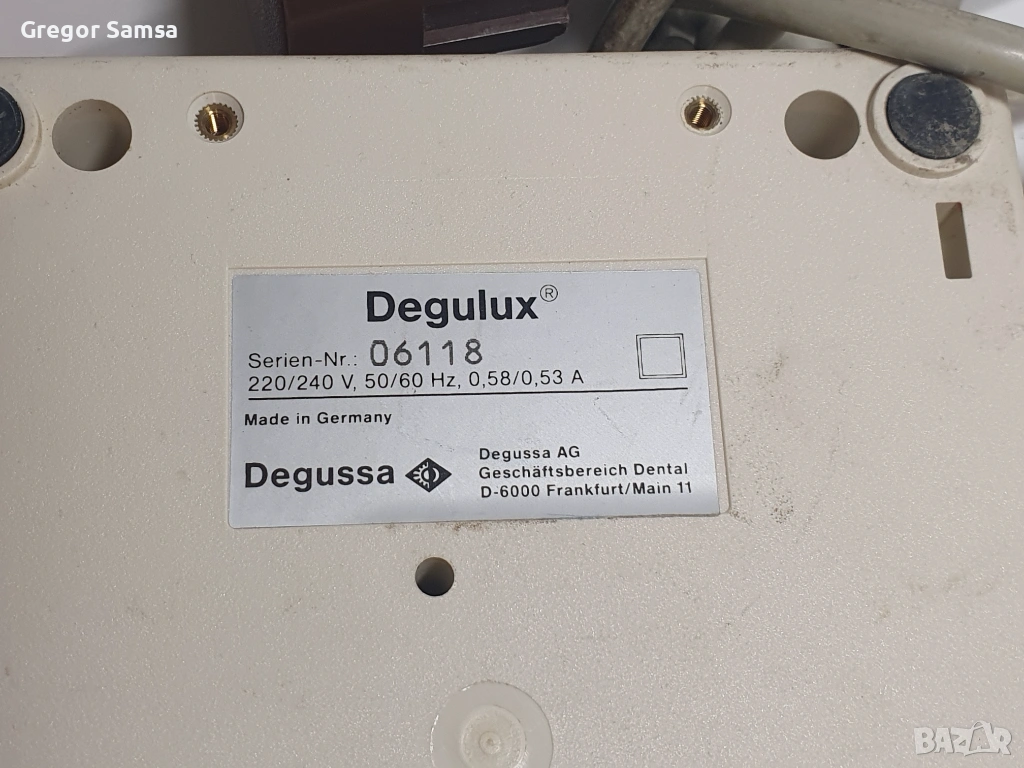 Gregor Samsa
Degulux®
Serien-Nr.: 06118
220/240 V, 50/60 Hz, 0,58/0,53 A
Made in Germany
Degussa
Degussa AG
Geschäftsbereich Dental
D-6000 Frankfurt/Main 11
BAZAR